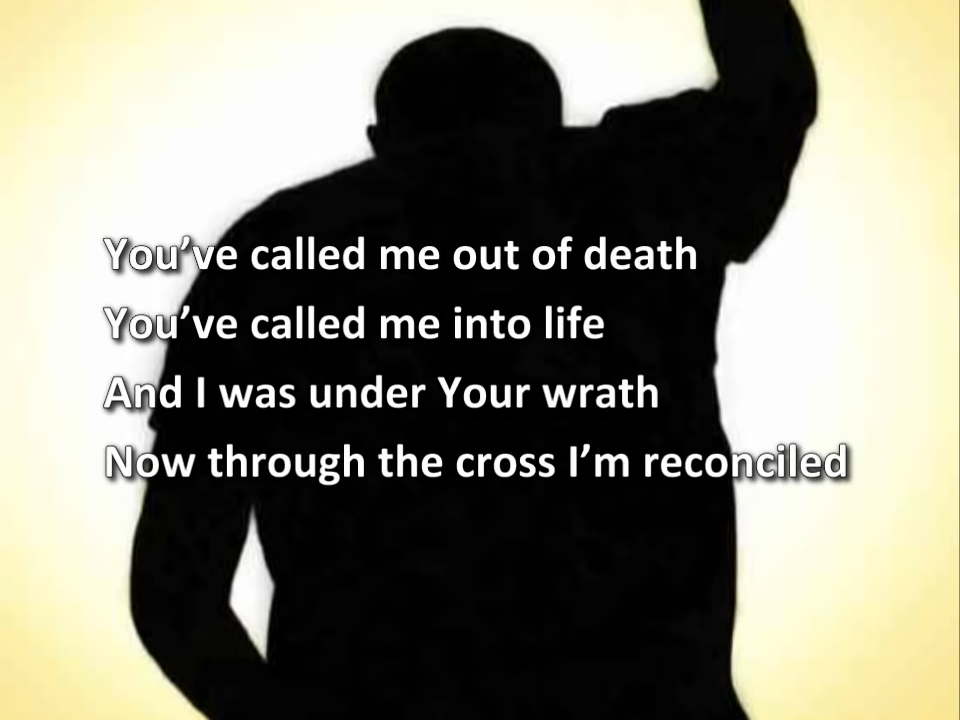 You’ve called me out of death
You’ve called me into life
And I was under Your wrath
Now through the cross I’m reconciled